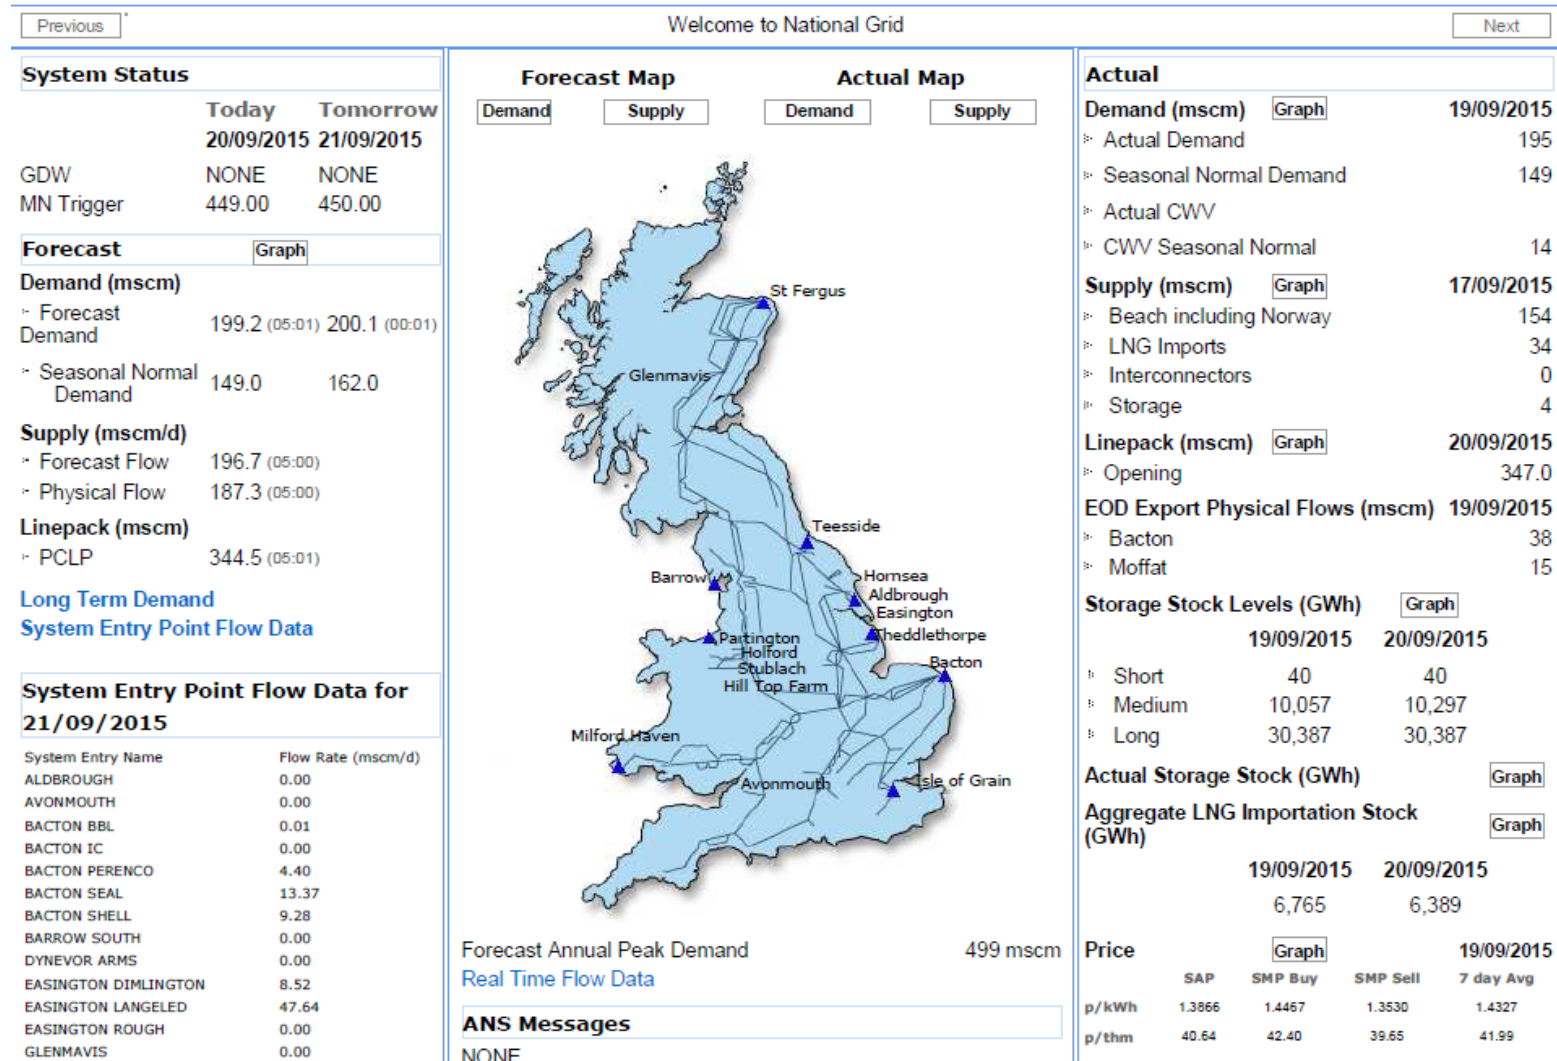 Previous
Welcome to National Grid
Next
System Status
Today Tomorrow
20/09/2015 21/09/2015
GDW NONE NONE
MN Trigger 449.00 450.00
Forecast Graph
Demand (mscm)
Forecast
Demand 199.2 (05:01) 200.1 (00:01)
Seasonal Normal
Demand 149.0 162.0
Supply (mscm/d)
Forecast Flow 196.7 (05:00)
Physical Flow 187.3 (05:00)
Linepack (mscm)
PCLP 344.5 (05:01)
Long Term Demand
System Entry Point Flow Data
System Entry Point Flow Data for
21/09/2015
System Entry Name Flow Rate (mscm/d)
ALDBROUGH 0.00
AVONMOUTH 0.00
BACTON BBL 0.01
BACTON IC 0.00
BACTON PERENCO 4.40
BACTON SEAL 13.37
BACTON SHELL 9.28
BARROW SOUTH 0.00
DYNEVOR ARMS 0.00
EASINGTON DIMLINGTON 8.52
EASINGTON LANGELED 47.64
EASINGTON ROUGH 0.00
GLENMAVIS 0.00
Forecast Map Actual Map
Demand Supply Demand Supply
St Fergus
Glenmavis
Teesside
Barrow
Hornsea
Aldbrough
Easington
Theddlethorpe
Partington
Holford
Stublach
Hill Top Farm
Bacton
Milford Haven
Avonmouth
Isle of Grain
Forecast Annual Peak Demand 499 mscm
Real Time Flow Data
ANS Messages
NONE
Actual
Demand (mscm) Graph 19/09/2015
Actual Demand 195
Seasonal Normal Demand 149
Actual CWV
CWV Seasonal Normal 14
Supply (mscm) Graph 17/09/2015
Beach including Norway 154
LNG Imports 34
Interconnectors 0
Storage 4
Linepack (mscm) Graph 20/09/2015
Opening 347.0
EOD Export Physical Flows (mscm) 19/09/2015
Bacton 38
Moffat 15
Storage Stock Levels (GWh) Graph
19/09/2015 20/09/2015
Short 40 40
Medium 10,057 10,297
Long 30,387 30,387
Actual Storage Stock (GWh) Graph
Aggregate LNG Importation Stock
(GWh) Graph
19/09/2015 20/09/2015
6,765 6,389
Price Graph 19/09/2015
SAP SMP Buy SMP Sell 7 day Avg
p/kWh 1.3866 1.4467 1.3530 1.4327
p/thm 40.64 42.40 39.65 41.99